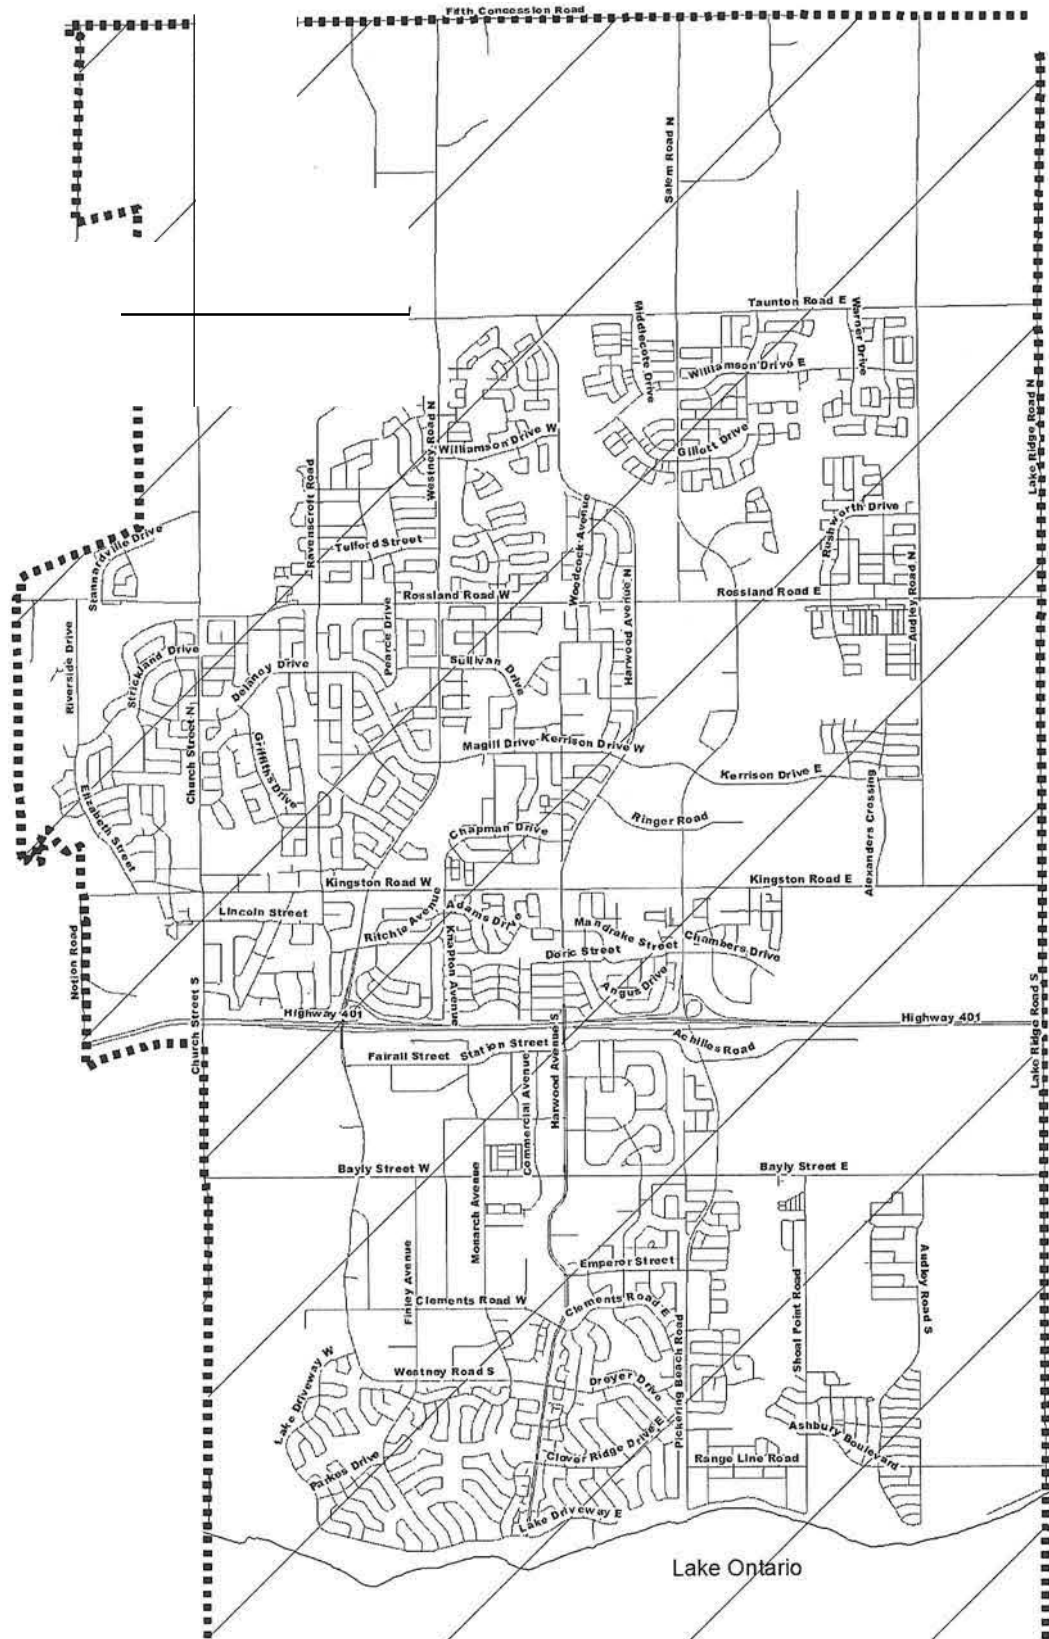 Fifth Concession Road
Salem Road N
Taunton Road E
Middlecote Drive
Warner Drive
Williamson Drive E
Lake Ridge Road N
Westney Road N
Williamson Drive W
Gillott Drive
Ravenscroft Road
Rushworth Drive
Stannardville Drive
Telford Street
Woodcock Avenue
Rossland Road W
Rossland Road E
Audley Road N
Riverside Drive
Strickland Drive
Delaney Drive
Pearce Drive
Sullivan Drive
Harwood Avenue N
Church Street N
Griffiths Drive
Magill Drive
Kerrison Drive W
Kerrison Drive E
Elizabeth Street
Chapman Drive
Ringer Road
Alexanders Crossing
Kingston Road W
Kingston Road E
Lincoln Street
Ritchie Avenue
Adams Drive
Mandrake Street
Chambers Drive
Notion Road
Knapton Avenue
Doric Street
Angus Drive
Church Street S
Highway 401
Highway 401
Lake Ridge Road S
Fairall Street
Station Street
Harwood Avenue S
Achilles Road
Commercial Avenue
Bayly Street W
Bayly Street E
Monarch Avenue
Finley Avenue
Emperor Street
Shoal Point Road
Audley Road S
Clements Road W
Clements Road E
Lake Driveway W
Westney Road S
Dreyer Drive
Pickering Beach Road
Parkes Drive
Clover Ridge Drive E
Range Line Road
Ashbury Boulevard
Lake Driveway E
Lake Ontario